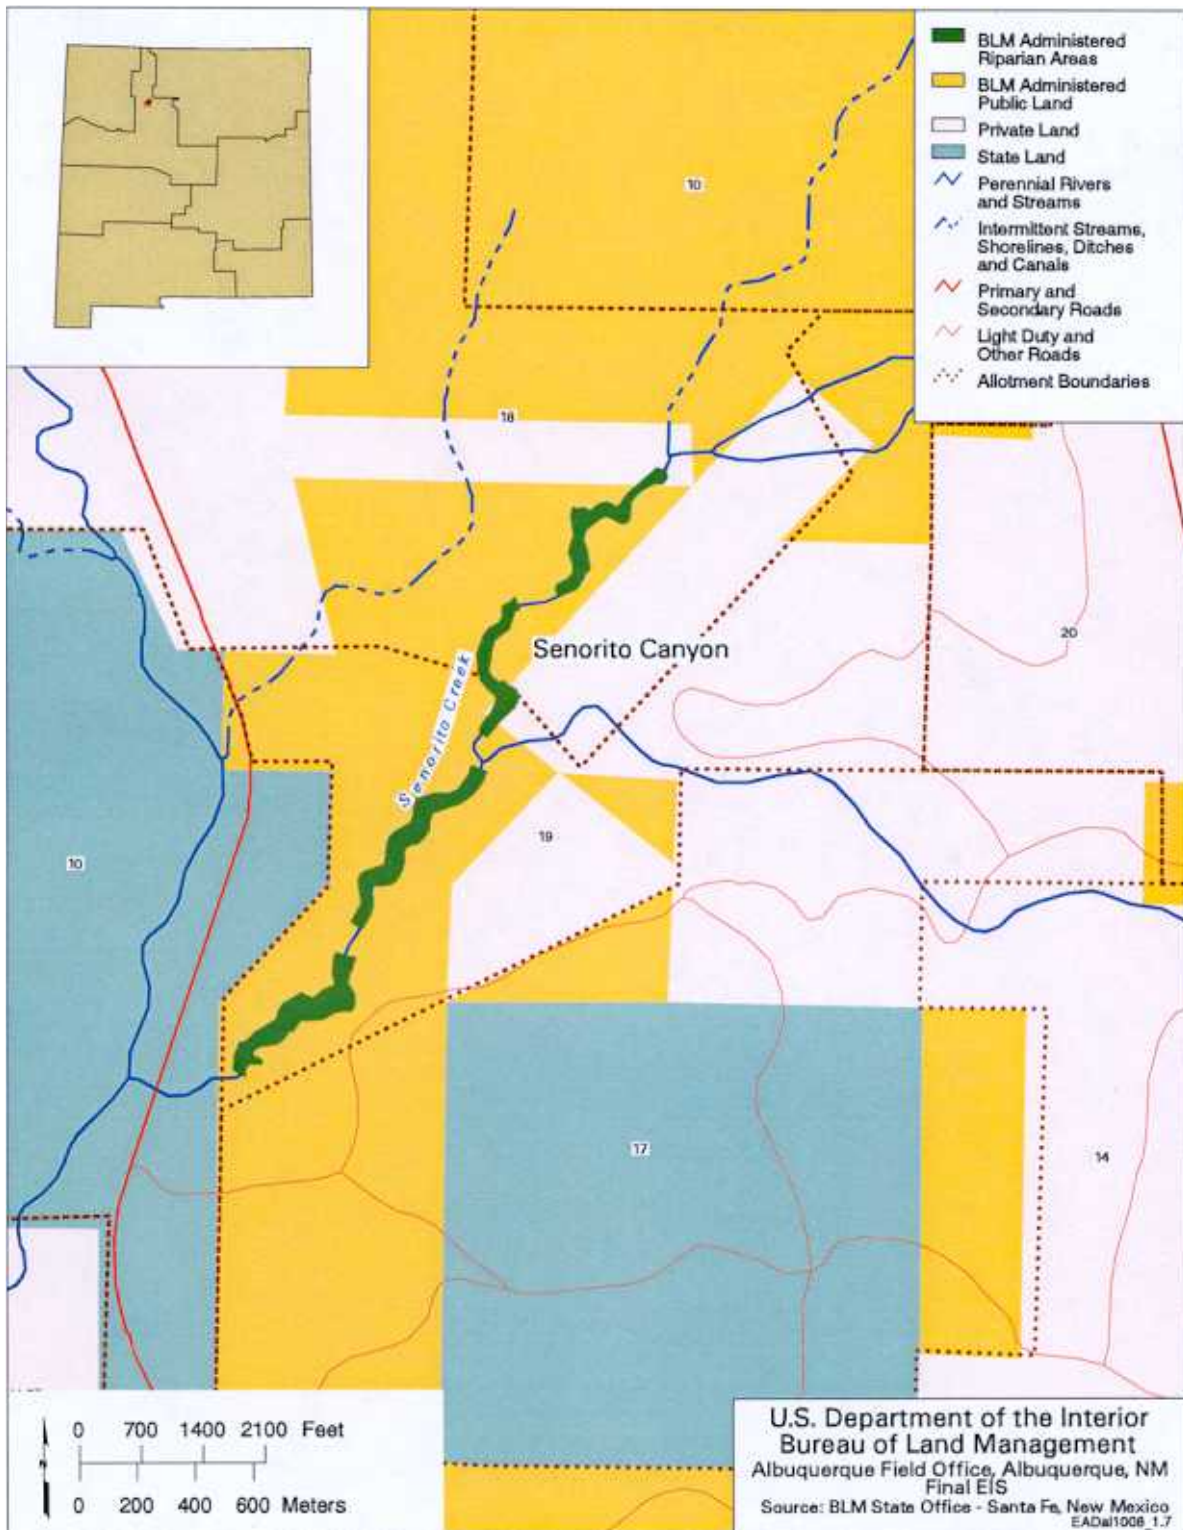 BLM Administered
Riparian Areas
BLM Administered
Public Land
Private Land
State Land
Perennial Rivers
and Streams
Intermittent Streams,
Shorelines, Ditches
and Canals
Primary and
Secondary Roads
Light Duty and
Other Roads
Allotment Boundaries
10
18
20
Senorito Canyon
Senorito Creek
19
10
17
14
0 700 1400 2100 Feet
0 200 400 600 Meters
U.S. Department of the Interior
Bureau of Land Management
Albuquerque Field Office, Albuquerque, NM
Final EIS
Source: BLM State Office - Santa Fe, New Mexico
EADal1008_1.7